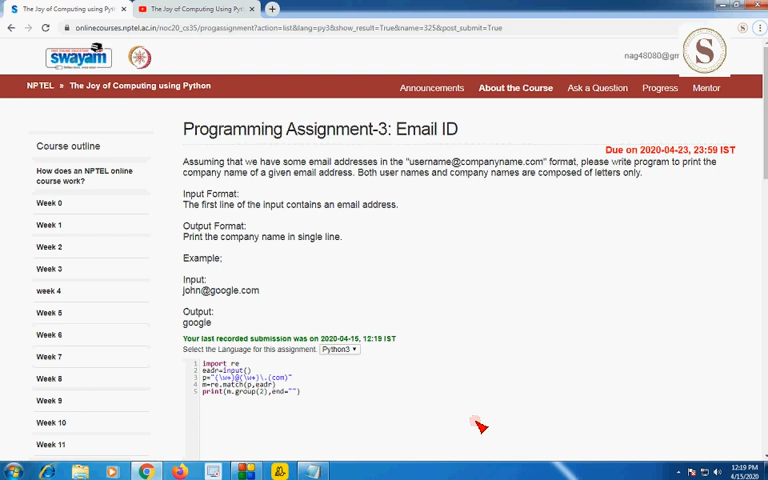 The Joy of Computing using Pyth
The Joy of Computing Using Pyt
onlinecourses.nptel.ac.in/noc20_cs35/progassignment?action=list&lang=py3&show_result=True&name=325&post_submit=True
swayam
nag48080@gm
S
NPTEL » The Joy of Computing using Python
Announcements About the Course Ask a Question Progress Mentor
Course outline
How does an NPTEL online
course work?
Week 0
Week 1
Week 2
Week 3
week 4
Week 5
Week 6
Week 7
Week 8
Week 9
Week 10
Week 11
Programming Assignment-3: Email ID
Due on 2020-04-23, 23:59 IST
Assuming that we have some email addresses in the "username@companyname.com" format, please write program to print the
company name of a given email address. Both user names and company names are composed of letters only.
Input Format:
The first line of the input contains an email address.
Output Format:
Print the company name in single line.
Example;
Input:
john@google.com
Output:
google
Your last recorded submission was on 2020-04-15, 12:19 IST
Select the Language for this assignment. Python3
1 import re
2 eadr=input()
3 p="(\w+)@(\w+)\.(com)"
4 m=re.match(p,eadr)
5 print(m.group(2),end="")
12:19 PM
4/15/2020